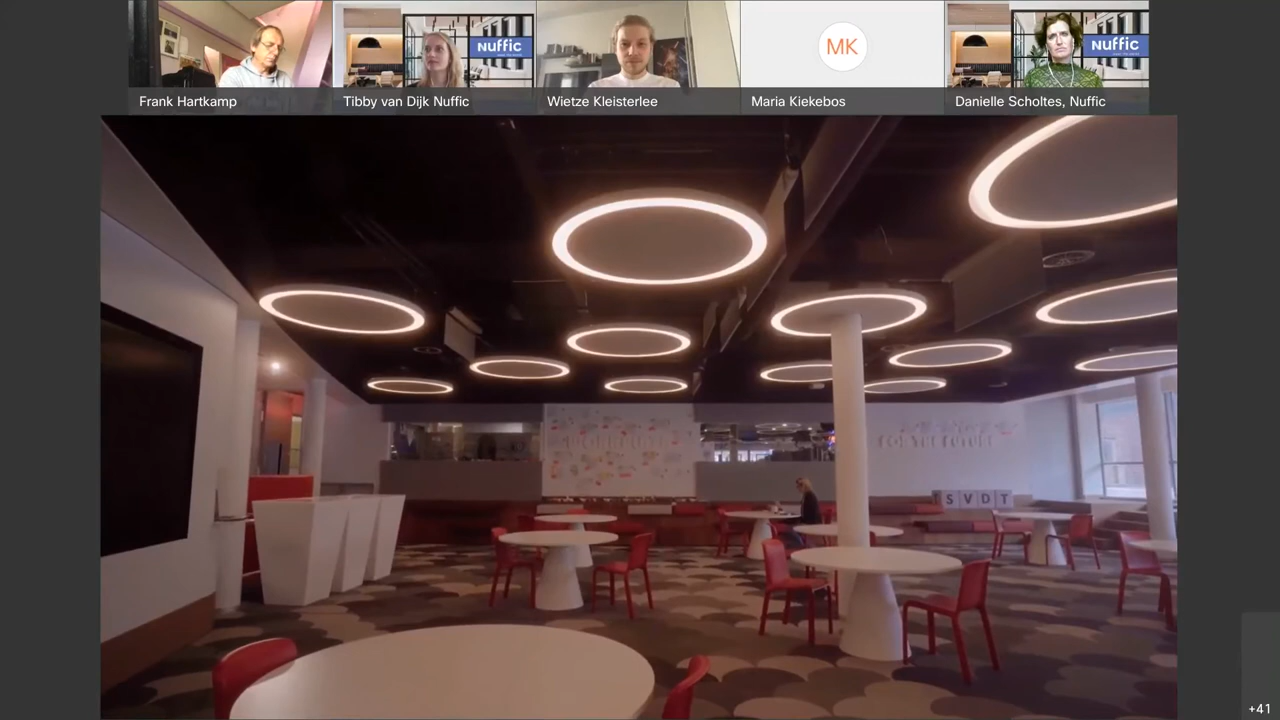 Nuffic
Nuffic
MK
Frank Hartkamp
Tibby van Dijk Nuffic
Wietze Kleisterlee
Maria Kiekebos
Danielle Scholtes, Nuffic
FOR THE FUTURE
SVDT
+41